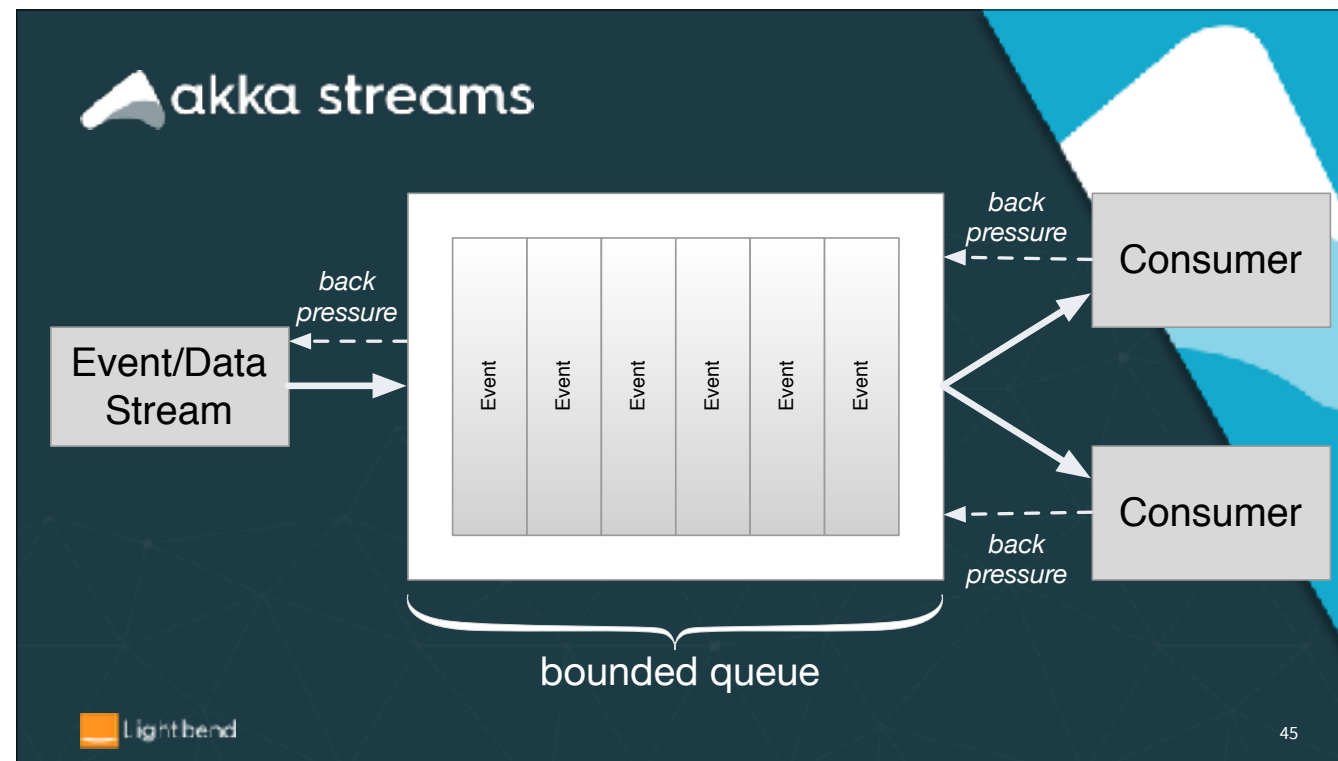 akka streams
back
pressure
Event/Data
Stream
Event
Event
Event
Event
Event
Event
back
pressure
Consumer
Consumer
back
pressure
bounded queue
Lightbend
45